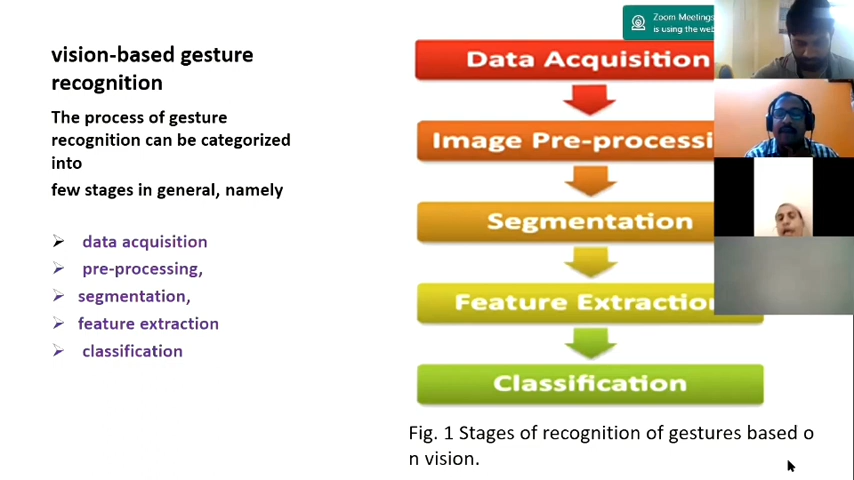 Zoom Meetings
is using the web
vision-based gesture
recognition
The process of gesture
recognition can be categorized
into
few stages in general, namely
➢ data acquisition
➢ pre-processing,
➢ segmentation,
➢ feature extraction
➢ classification
Data Acquisition
Image Pre-processi
Segmentation
Feature Extraction
Classification
Fig. 1 Stages of recognition of gestures based o
n vision.